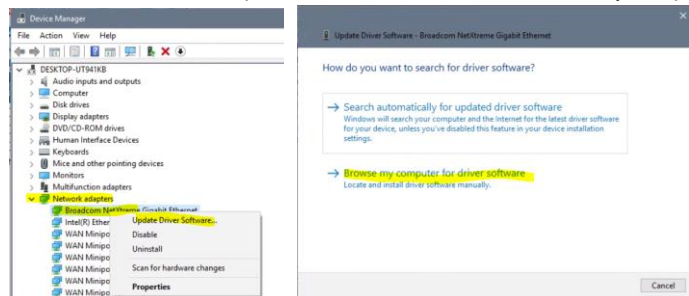 Device Manager
File Action View Help
DESKTOP-UT941KB
Audio inputs and outputs
Computer
Disk drives
Display adapters
DVD/CD-ROM drives
Human Interface Devices
Keyboards
Mice and other pointing devices
Monitors
Multifunction adapters
Network adapters
Broadcom NetXtreme Gigabit Ethernet
Intel(R) Ether
WAN Minipo
WAN Minipo
WAN Minipo
WAN Minipo
WAN Minipo
WAN Minipo
Update Driver Software...
Disable
Uninstall
Scan for hardware changes
Properties
Update Driver Software - Broadcom NetXtreme Gigabit Ethernet
How do you want to search for driver software?
Search automatically for updated driver software
Windows will search your computer and the Internet for the latest driver software
for your device, unless you've disabled this feature in your device installation
settings.
Browse my computer for driver software
Locate and install driver software manually.
Cancel